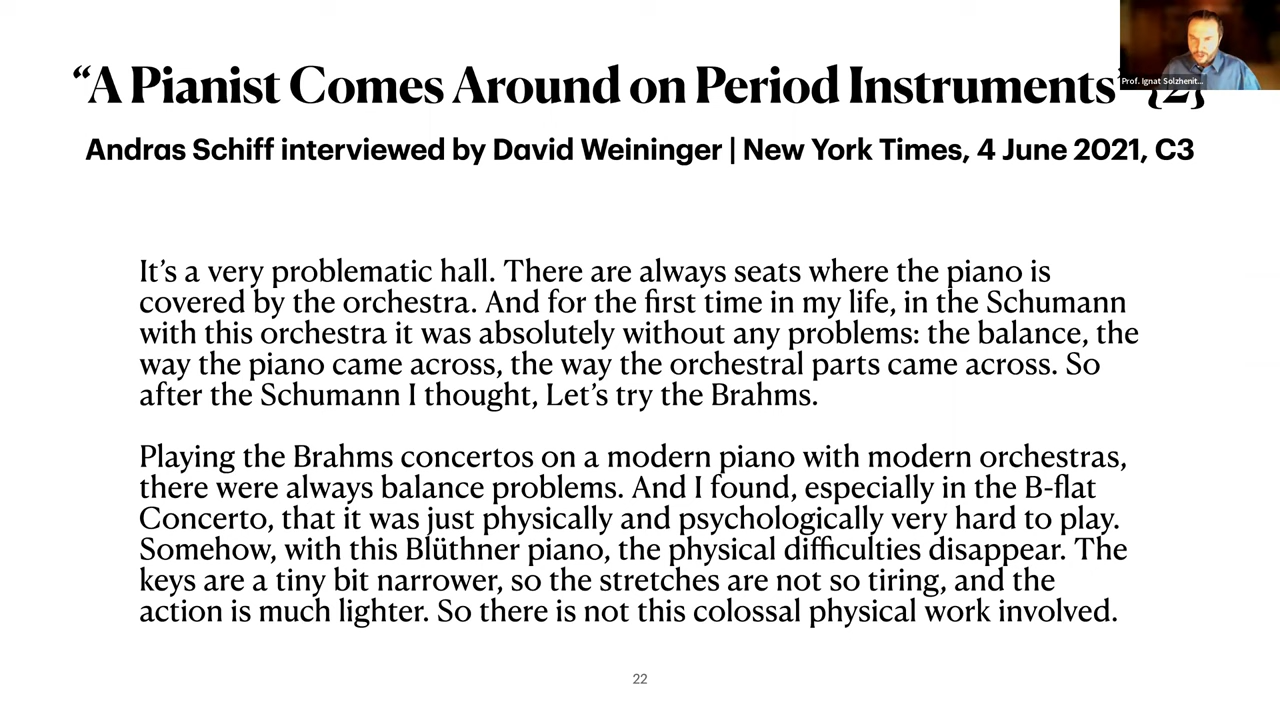 “A Pianist Comes Around on Period Instruments” {2}
Prof. Ignat Solzhenit...
Andras Schiff interviewed by David Weininger | New York Times, 4 June 2021, C3
It’s a very problematic hall. There are always seats where the piano is
covered by the orchestra. And for the first time in my life, in the Schumann
with this orchestra it was absolutely without any problems: the balance, the
way the piano came across, the way the orchestral parts came across. So
after the Schumann I thought, Let’s try the Brahms.
Playing the Brahms concertos on a modern piano with modern orchestras,
there were always balance problems. And I found, especially in the B-flat
Concerto, that it was just physically and psychologically very hard to play.
Somehow, with this Blüthner piano, the physical difficulties disappear. The
keys are a tiny bit narrower, so the stretches are not so tiring, and the
action is much lighter. So there is not this colossal physical work involved.
22